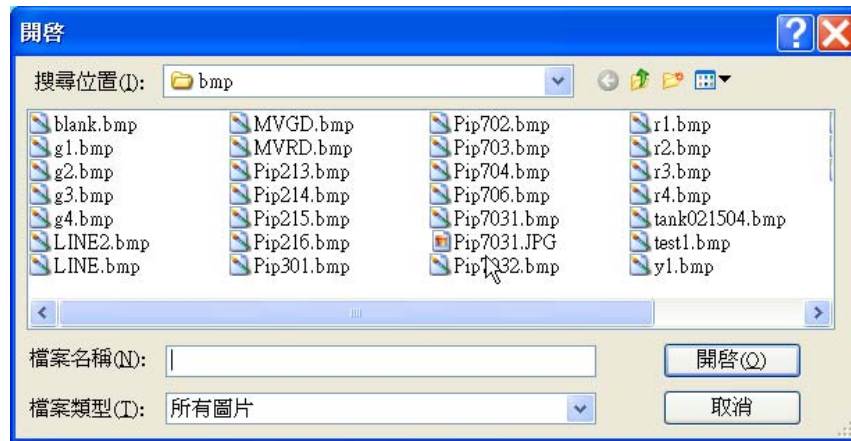 開啓
搜尋位置(I): bmp
blank.bmp MVGD.bmp Pip702.bmp r1.bmp
g1.bmp MVRD.bmp Pip703.bmp r2.bmp
g2.bmp Pip213.bmp Pip704.bmp r3.bmp
g3.bmp Pip214.bmp Pip706.bmp r4.bmp
g4.bmp Pip215.bmp Pip7031.bmp tank021504.bmp
LINE2.bmp Pip216.bmp Pip7031.JPG test1.bmp
LINE.bmp Pip301.bmp y1.bmp
檔案名稱(N): 開啓(O)
檔案類型(T): 所有圖片 取消